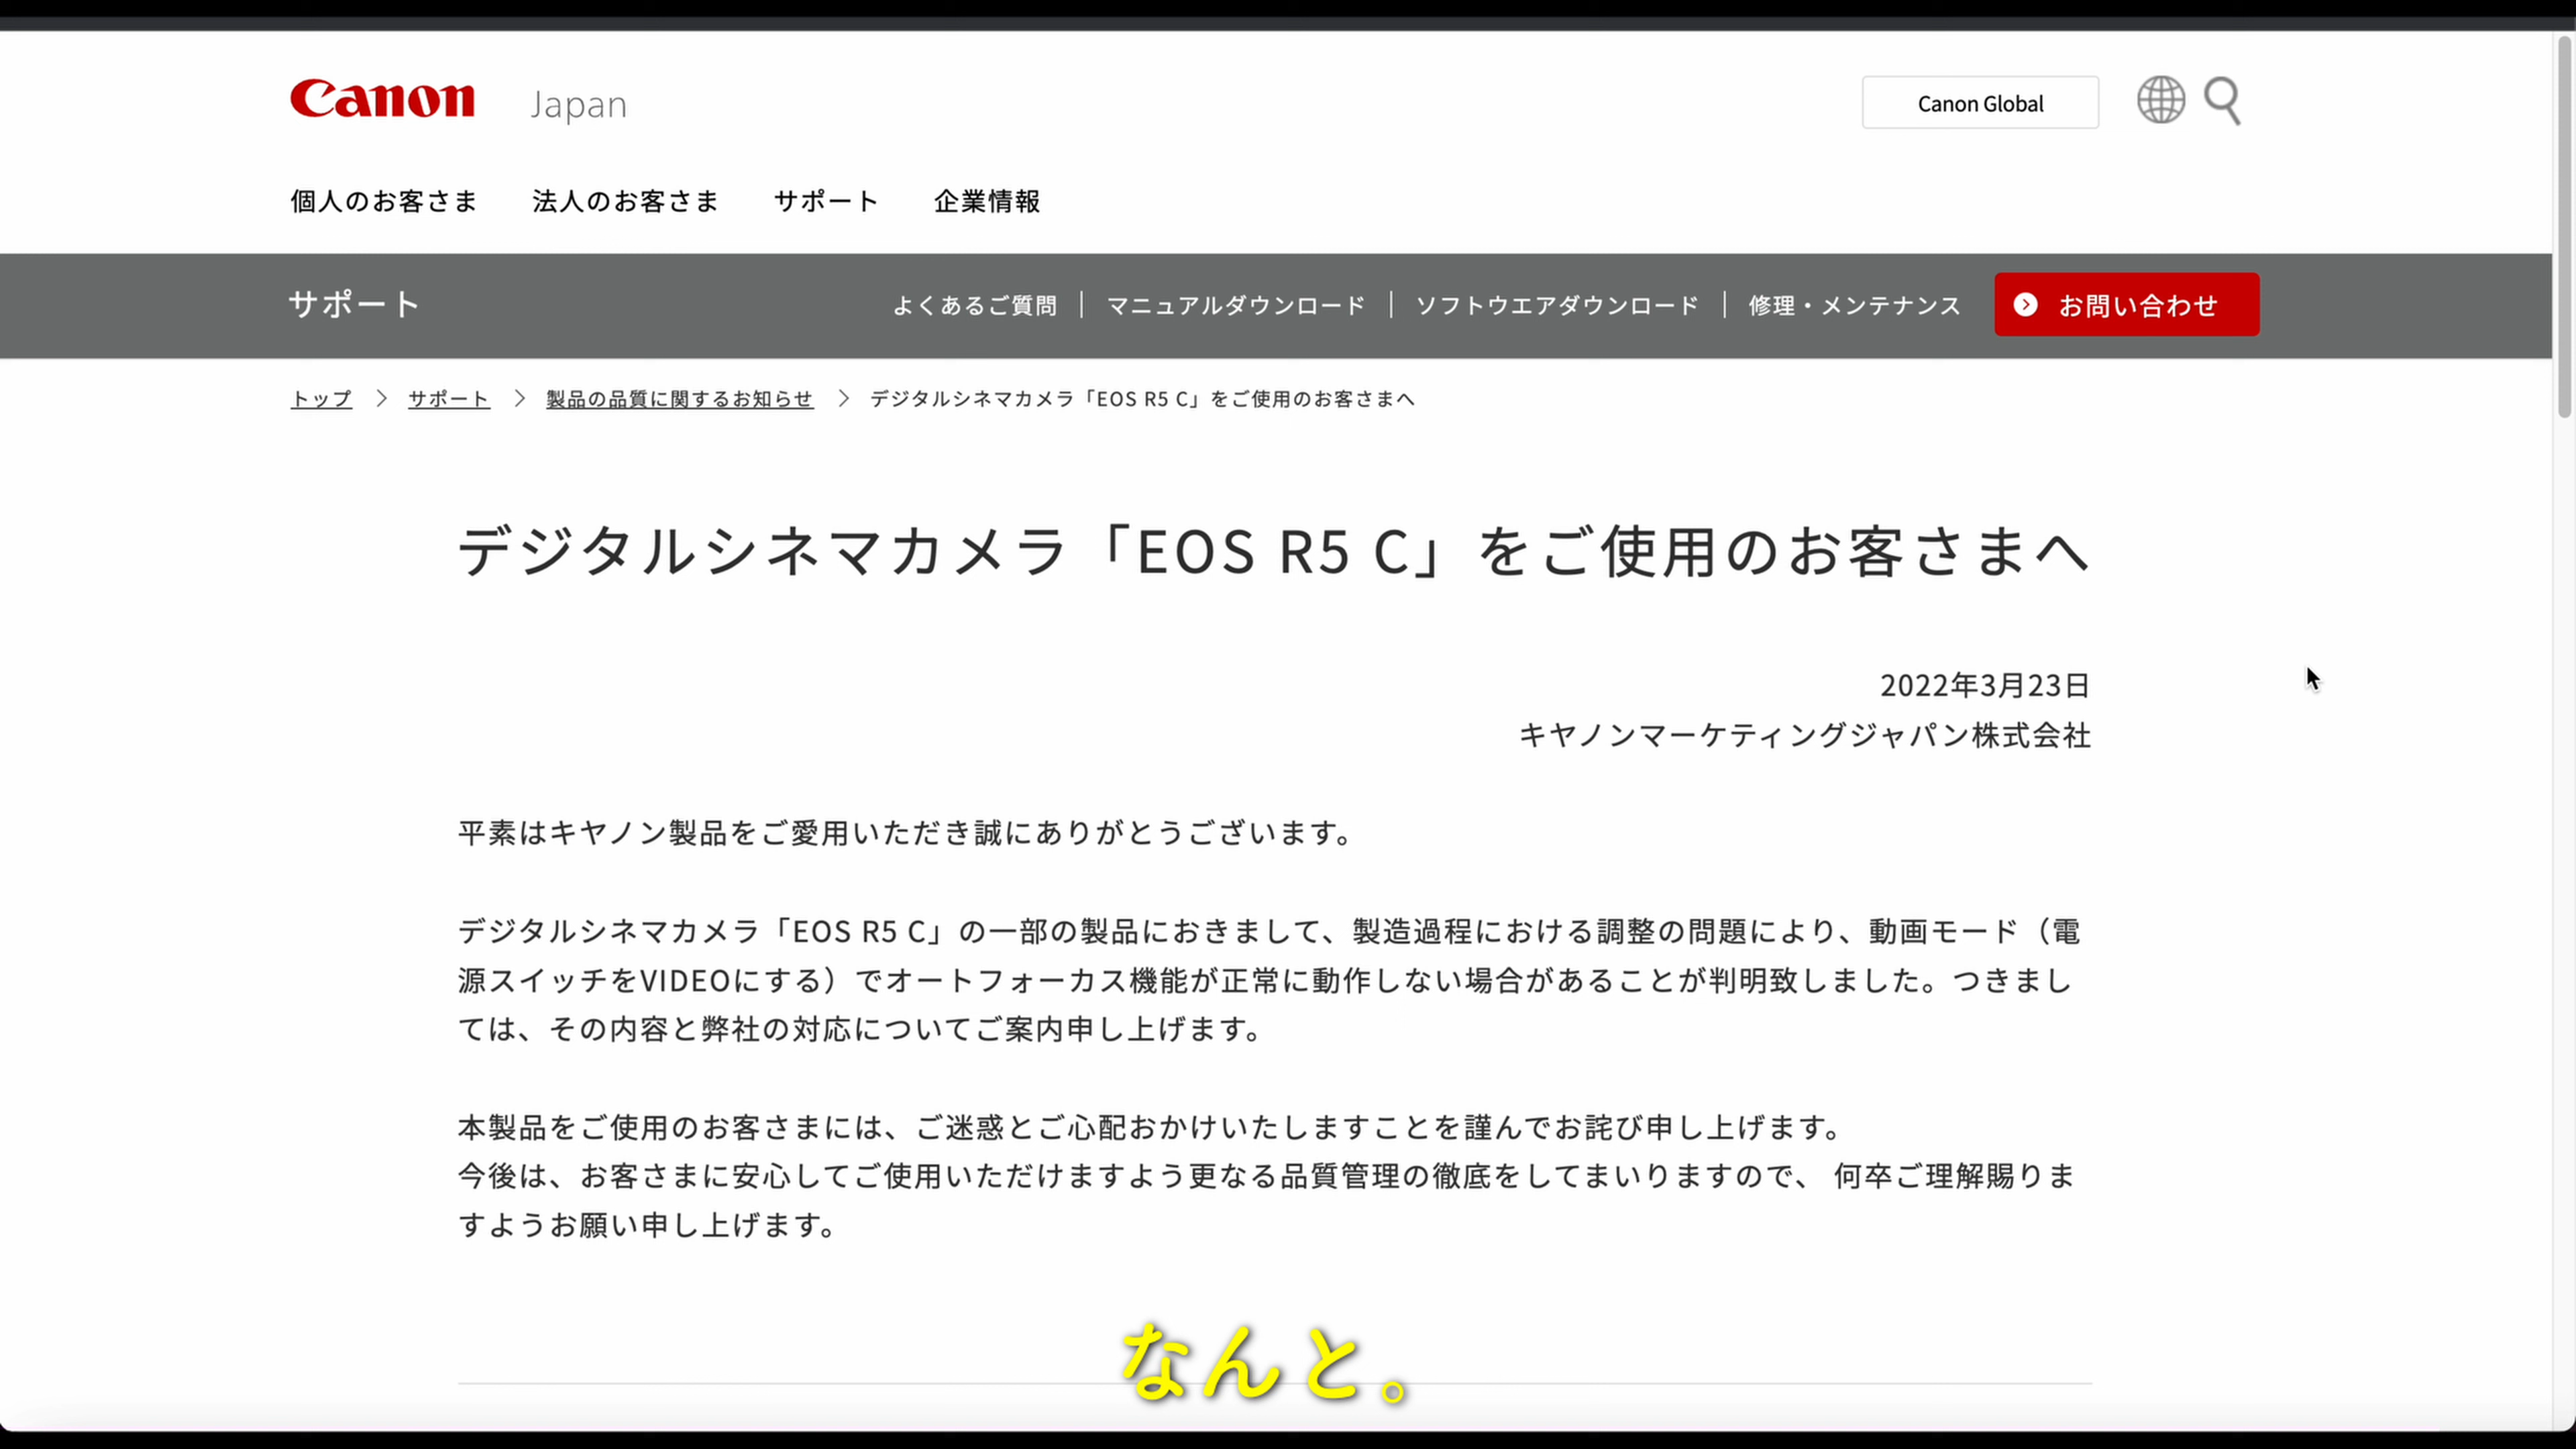 Canon Japan
Canon Global
個人のお客さま 法人のお客さま サポート 企業情報
サポート よくあるご質問 マニュアルダウンロード ソフトウエアダウンロード 修理・メンテナンス お問い合わせ
トップ サポート 製品の品質に関するお知らせ デジタルシネマカメラ「EOS R5 C」をご使用のお客さまへ
デジタルシネマカメラ「EOS R5 C」をご使用のお客さまへ
2022年3月23日
キヤノンマーケティングジャパン株式会社
平素はキヤノン製品をご愛用いただき誠にありがとうございます。
デジタルシネマカメラ「EOS R5 C」の一部の製品におきまして、製造過程における調整の問題により、動画モード（電
源スイッチをVIDEOにする）でオートフォーカス機能が正常に動作しない場合があることが判明致しました。つきまし
ては、その内容と弊社の対応についてご案内申し上げます。
本製品をご使用のお客さまには、ご迷惑とご心配おかけいたしますことを謹んでお詫び申し上げます。
今後は、お客さまに安心してご使用いただけますよう更なる品質管理の徹底をしてまいりますので、 何卒ご理解賜りま
すようお願い申し上げます。
なんと。